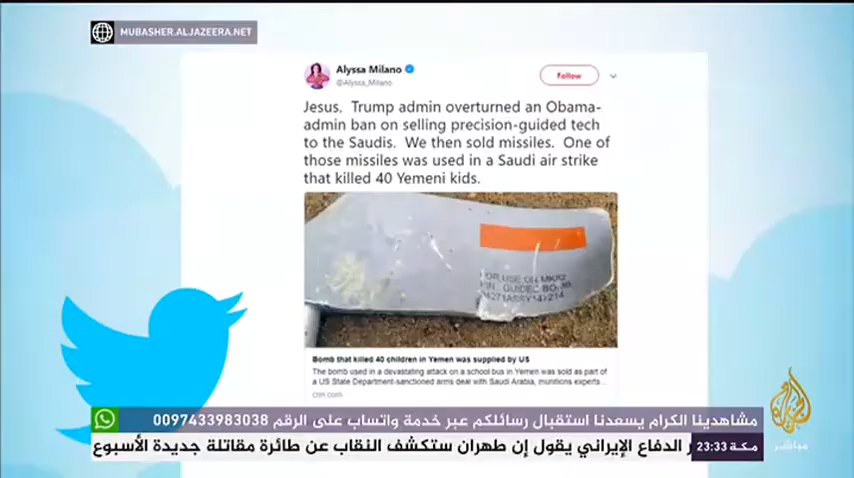 MUBASHER.ALJAZEERA.NET
Alyssa Milano
@Alyssa_Milano
Follow
Jesus. Trump admin overturned an Obama-
admin ban on selling precision-guided tech
to the Saudis. We then sold missiles. One of
those missiles was used in a Saudi air strike
that killed 40 Yemeni kids.
FOR USE ON MK82
Bomb that killed 40 children in Yemen was supplied by US
The bomb used in a devastating attack on a school bus in Yemen was sold as part of
a US State Department-sanctioned arms deal with Saudi Arabia, munitions experts...
cnn.com
مشاهدينا الكرام يسعدنا استقبال رسائلكم عبر خدمة واتساب على الرقم 0097433983038
مباشر
مكة 23:33
ر الدفاع الإيراني يقول إن طهران ستكشف النقاب عن طائرة مقاتلة جديدة الأسبوع